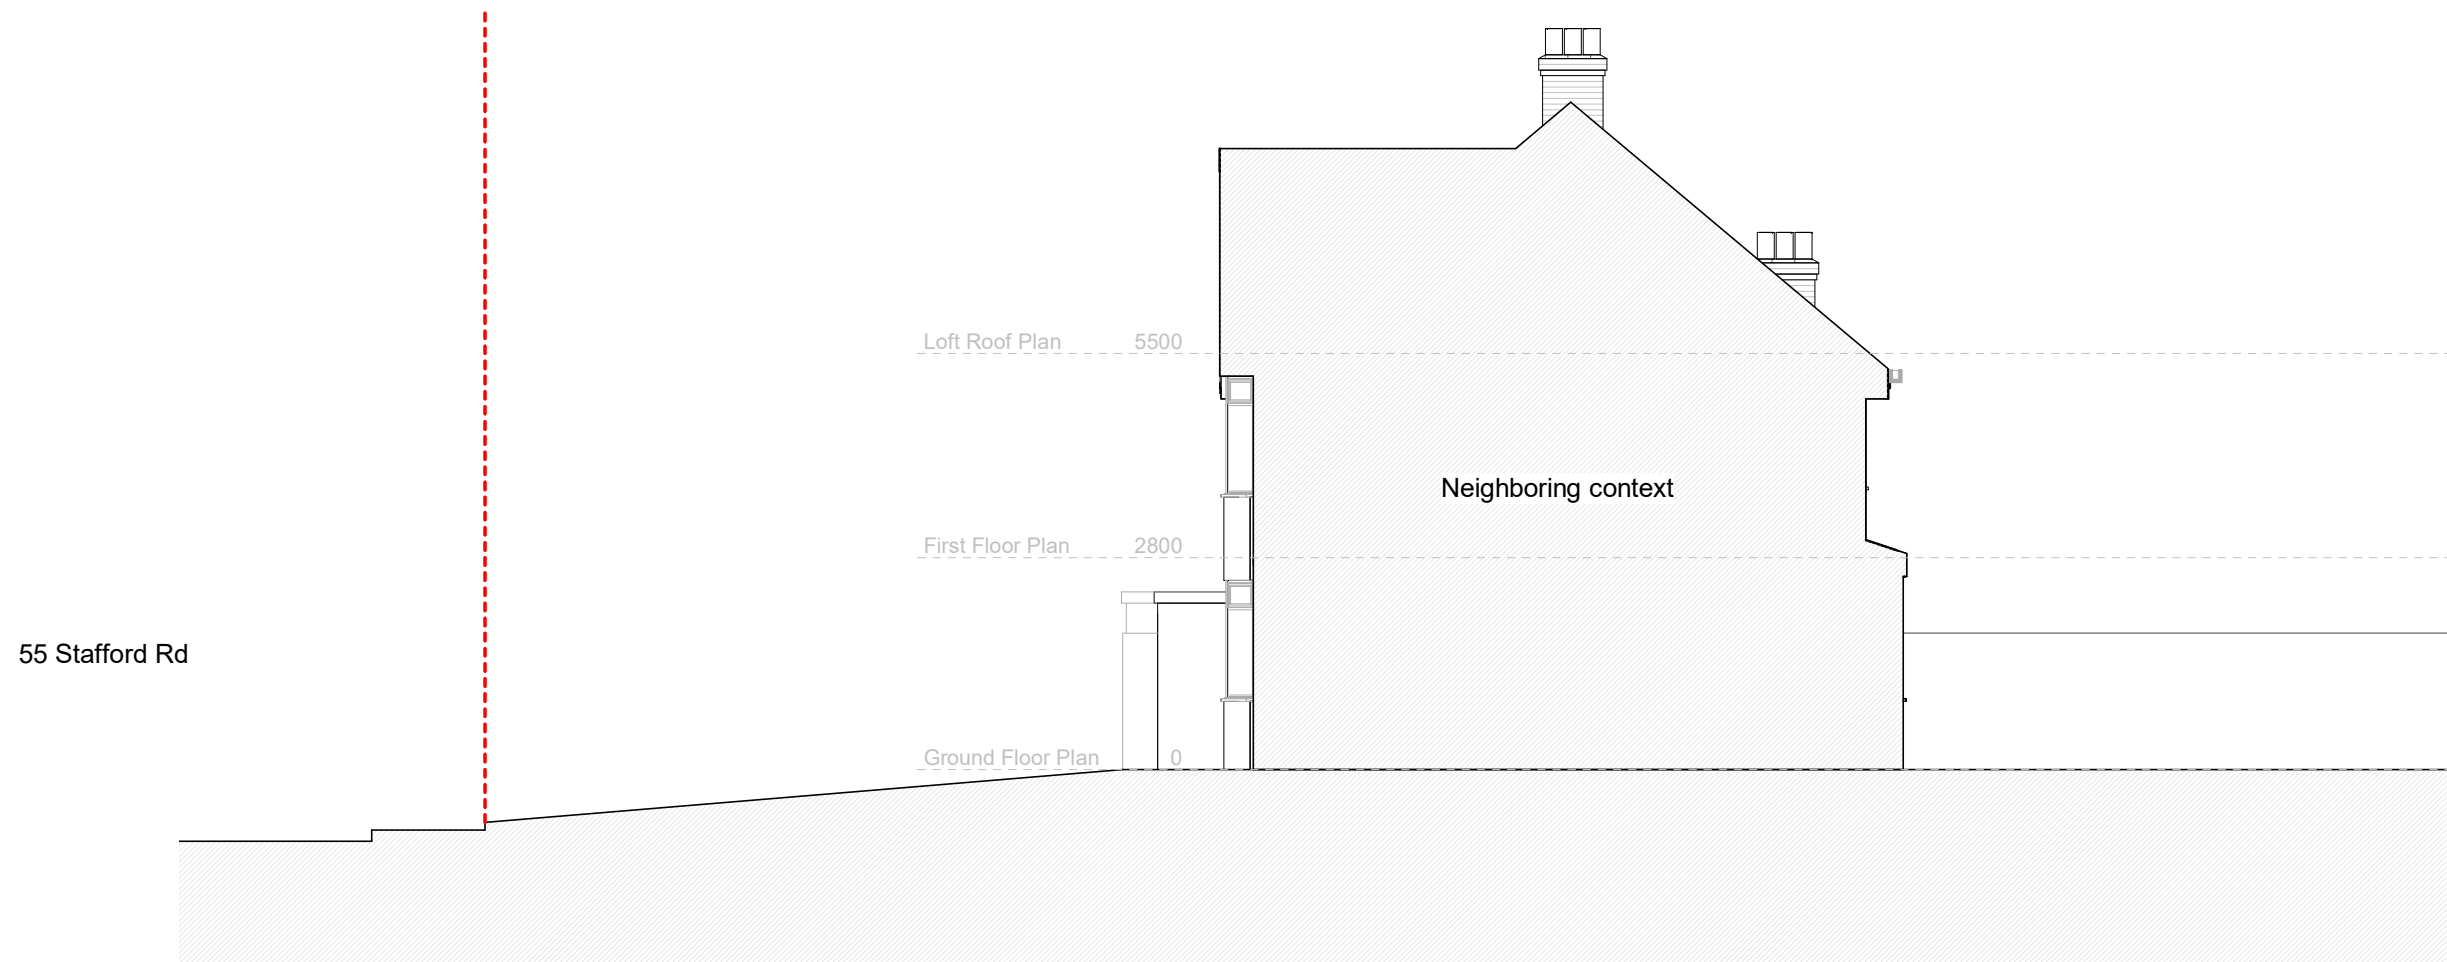 Loft Roof Plan 5500
Neighboring context
First Floor Plan 2800
55 Stafford Rd
Ground Floor Plan 0